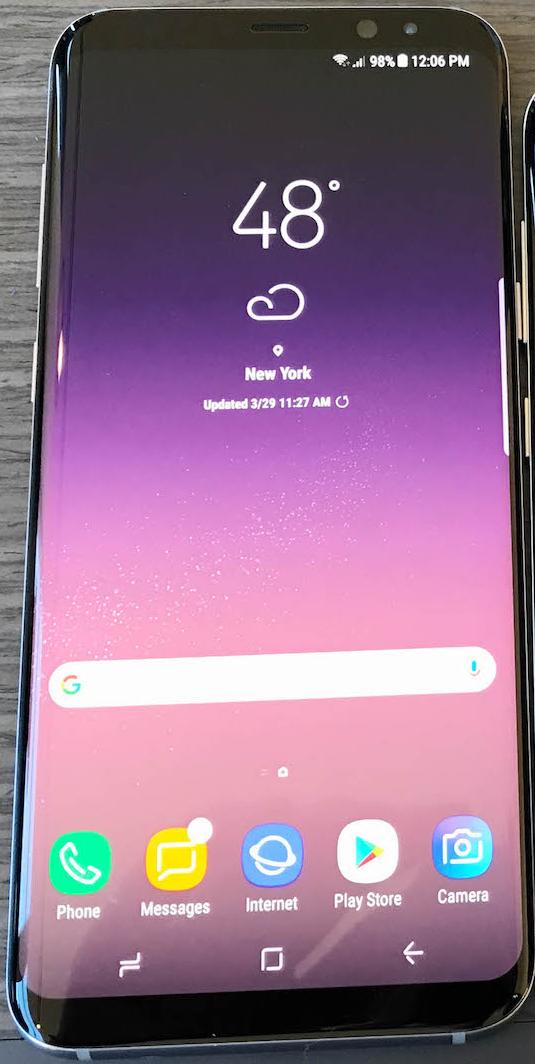 98% 12:06 PM
48°
New York
Updated 3/29 11:27 AM
G
Phone Messages Internet Play Store Camera